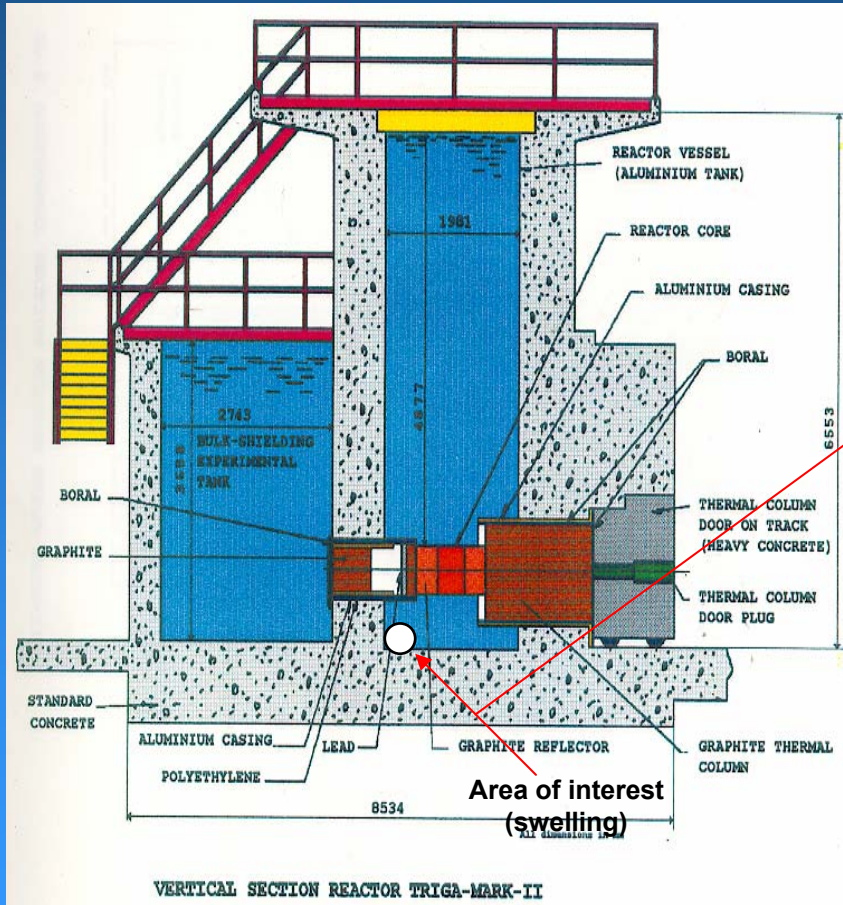 REACTOR VESSEL
(ALUMINIUM TANK)
1981
REACTOR CORE
ALUMINIUM CASING
BORAL
4877
6553
2743
BULK-SHIELDING
EXPERIMENTAL
TANK
BORAL
GRAPHITE
THERMAL COLUMN
DOOR ON TRACK
(HEAVY CONCRETE)
THERMAL COLUMN
DOOR PLUG
STANDARD
CONCRETE
ALUMINIUM CASING
LEAD
GRAPHITE REFLECTOR
GRAPHITE THERMAL
COLUMN
POLYETHYLENE
Area of interest
(swelling)
8534
All dimensions in
VERTICAL SECTION REACTOR TRIGA-MARK-II